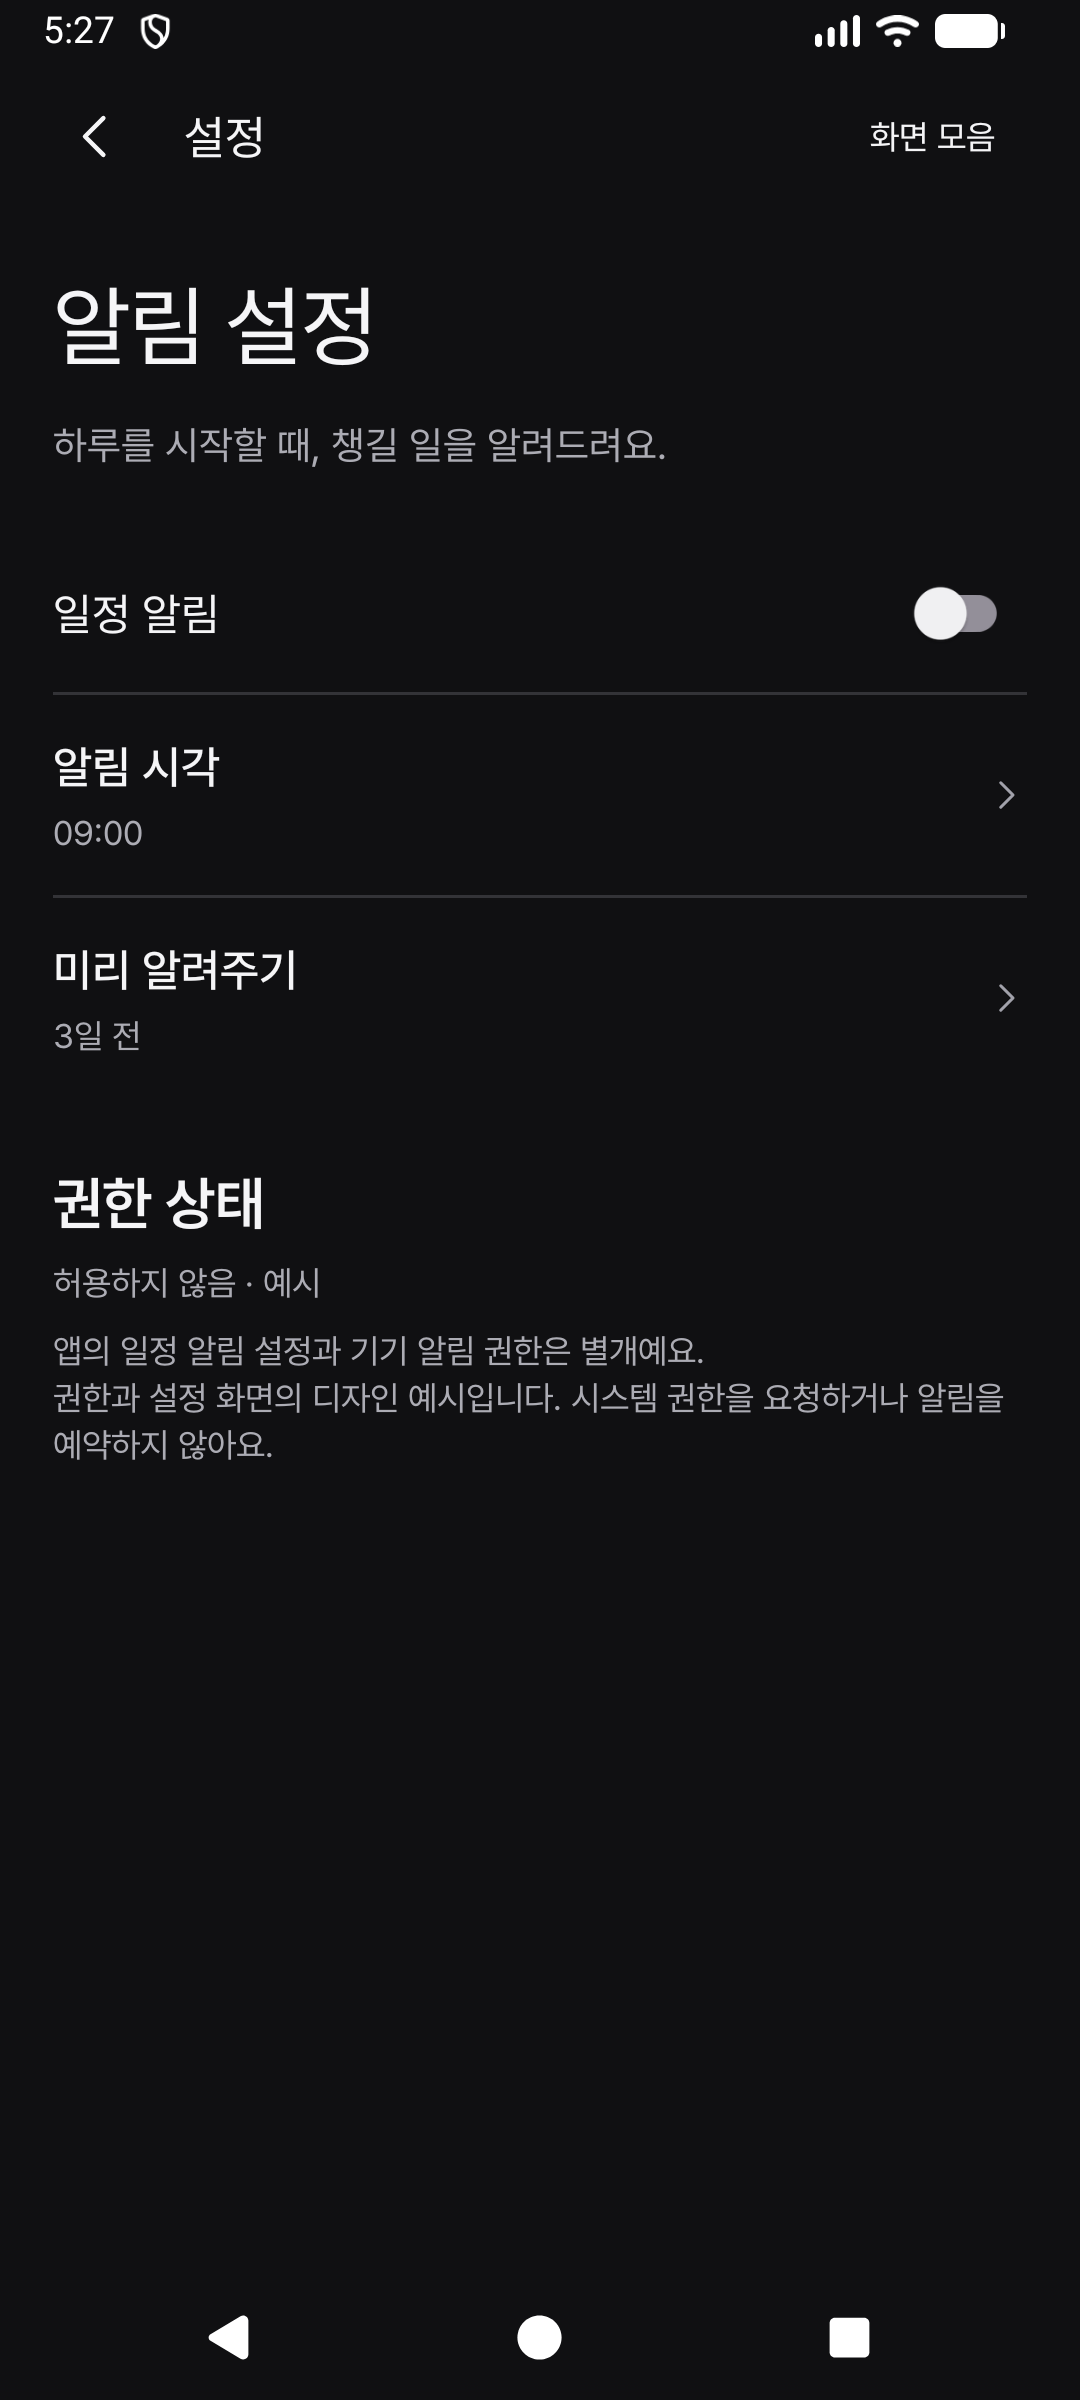 5:27
설정
화면 모음
알림 설정
하루를 시작할 때, 챙길 일을 알려드려요.
일정 알림
알림 시각
09:00
미리 알려주기
3일 전
권한 상태
허용하지 않음 · 예시
앱의 일정 알림 설정과 기기 알림 권한은 별개예요.
권한과 설정 화면의 디자인 예시입니다. 시스템 권한을 요청하거나 알림을
예약하지 않아요.